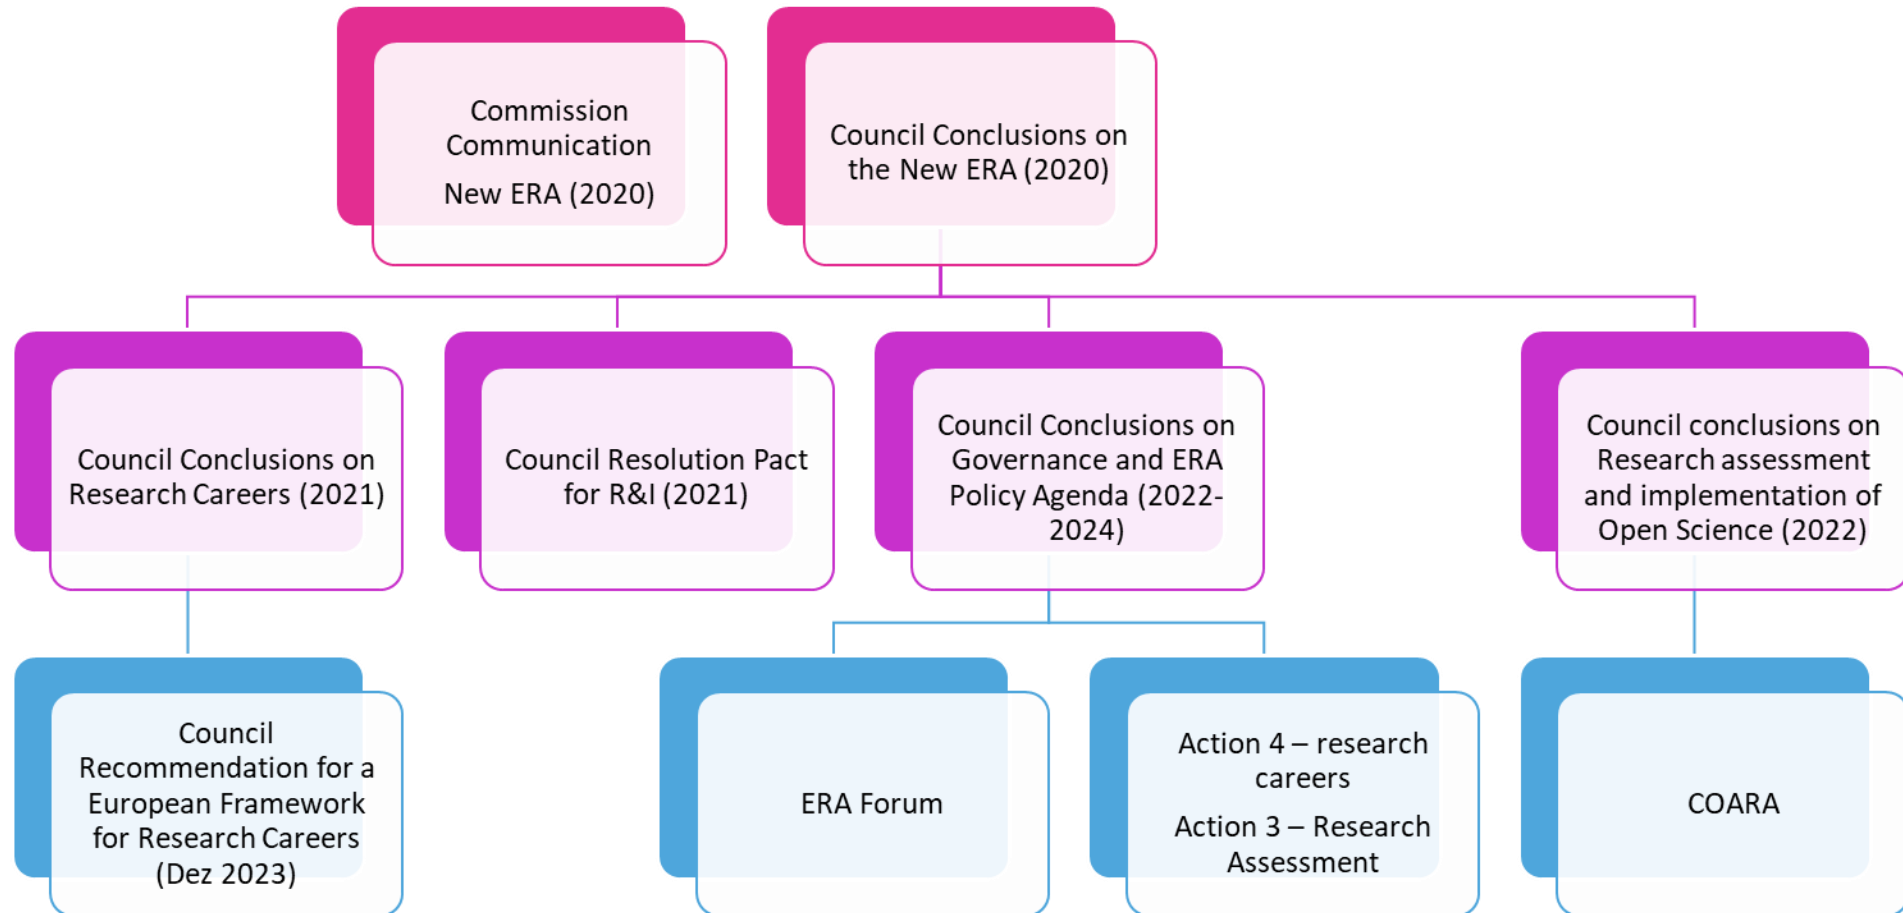 Commission
Communication
New ERA (2020)
Council Conclusions on
the New ERA (2020)
Council Conclusions on
Research Careers (2021)
Council Resolution Pact
for R&I (2021)
Council Conclusions on
Governance and ERA
Policy Agenda (2022-
2024)
Council conclusions on
Research assessment
and implementation of
Open Science (2022)
Council
Recommendation for a
European Framework
for Research Careers
(Dez 2023)
ERA Forum
Action 4 – research
careers
Action 3 – Research
Assessment
COARA